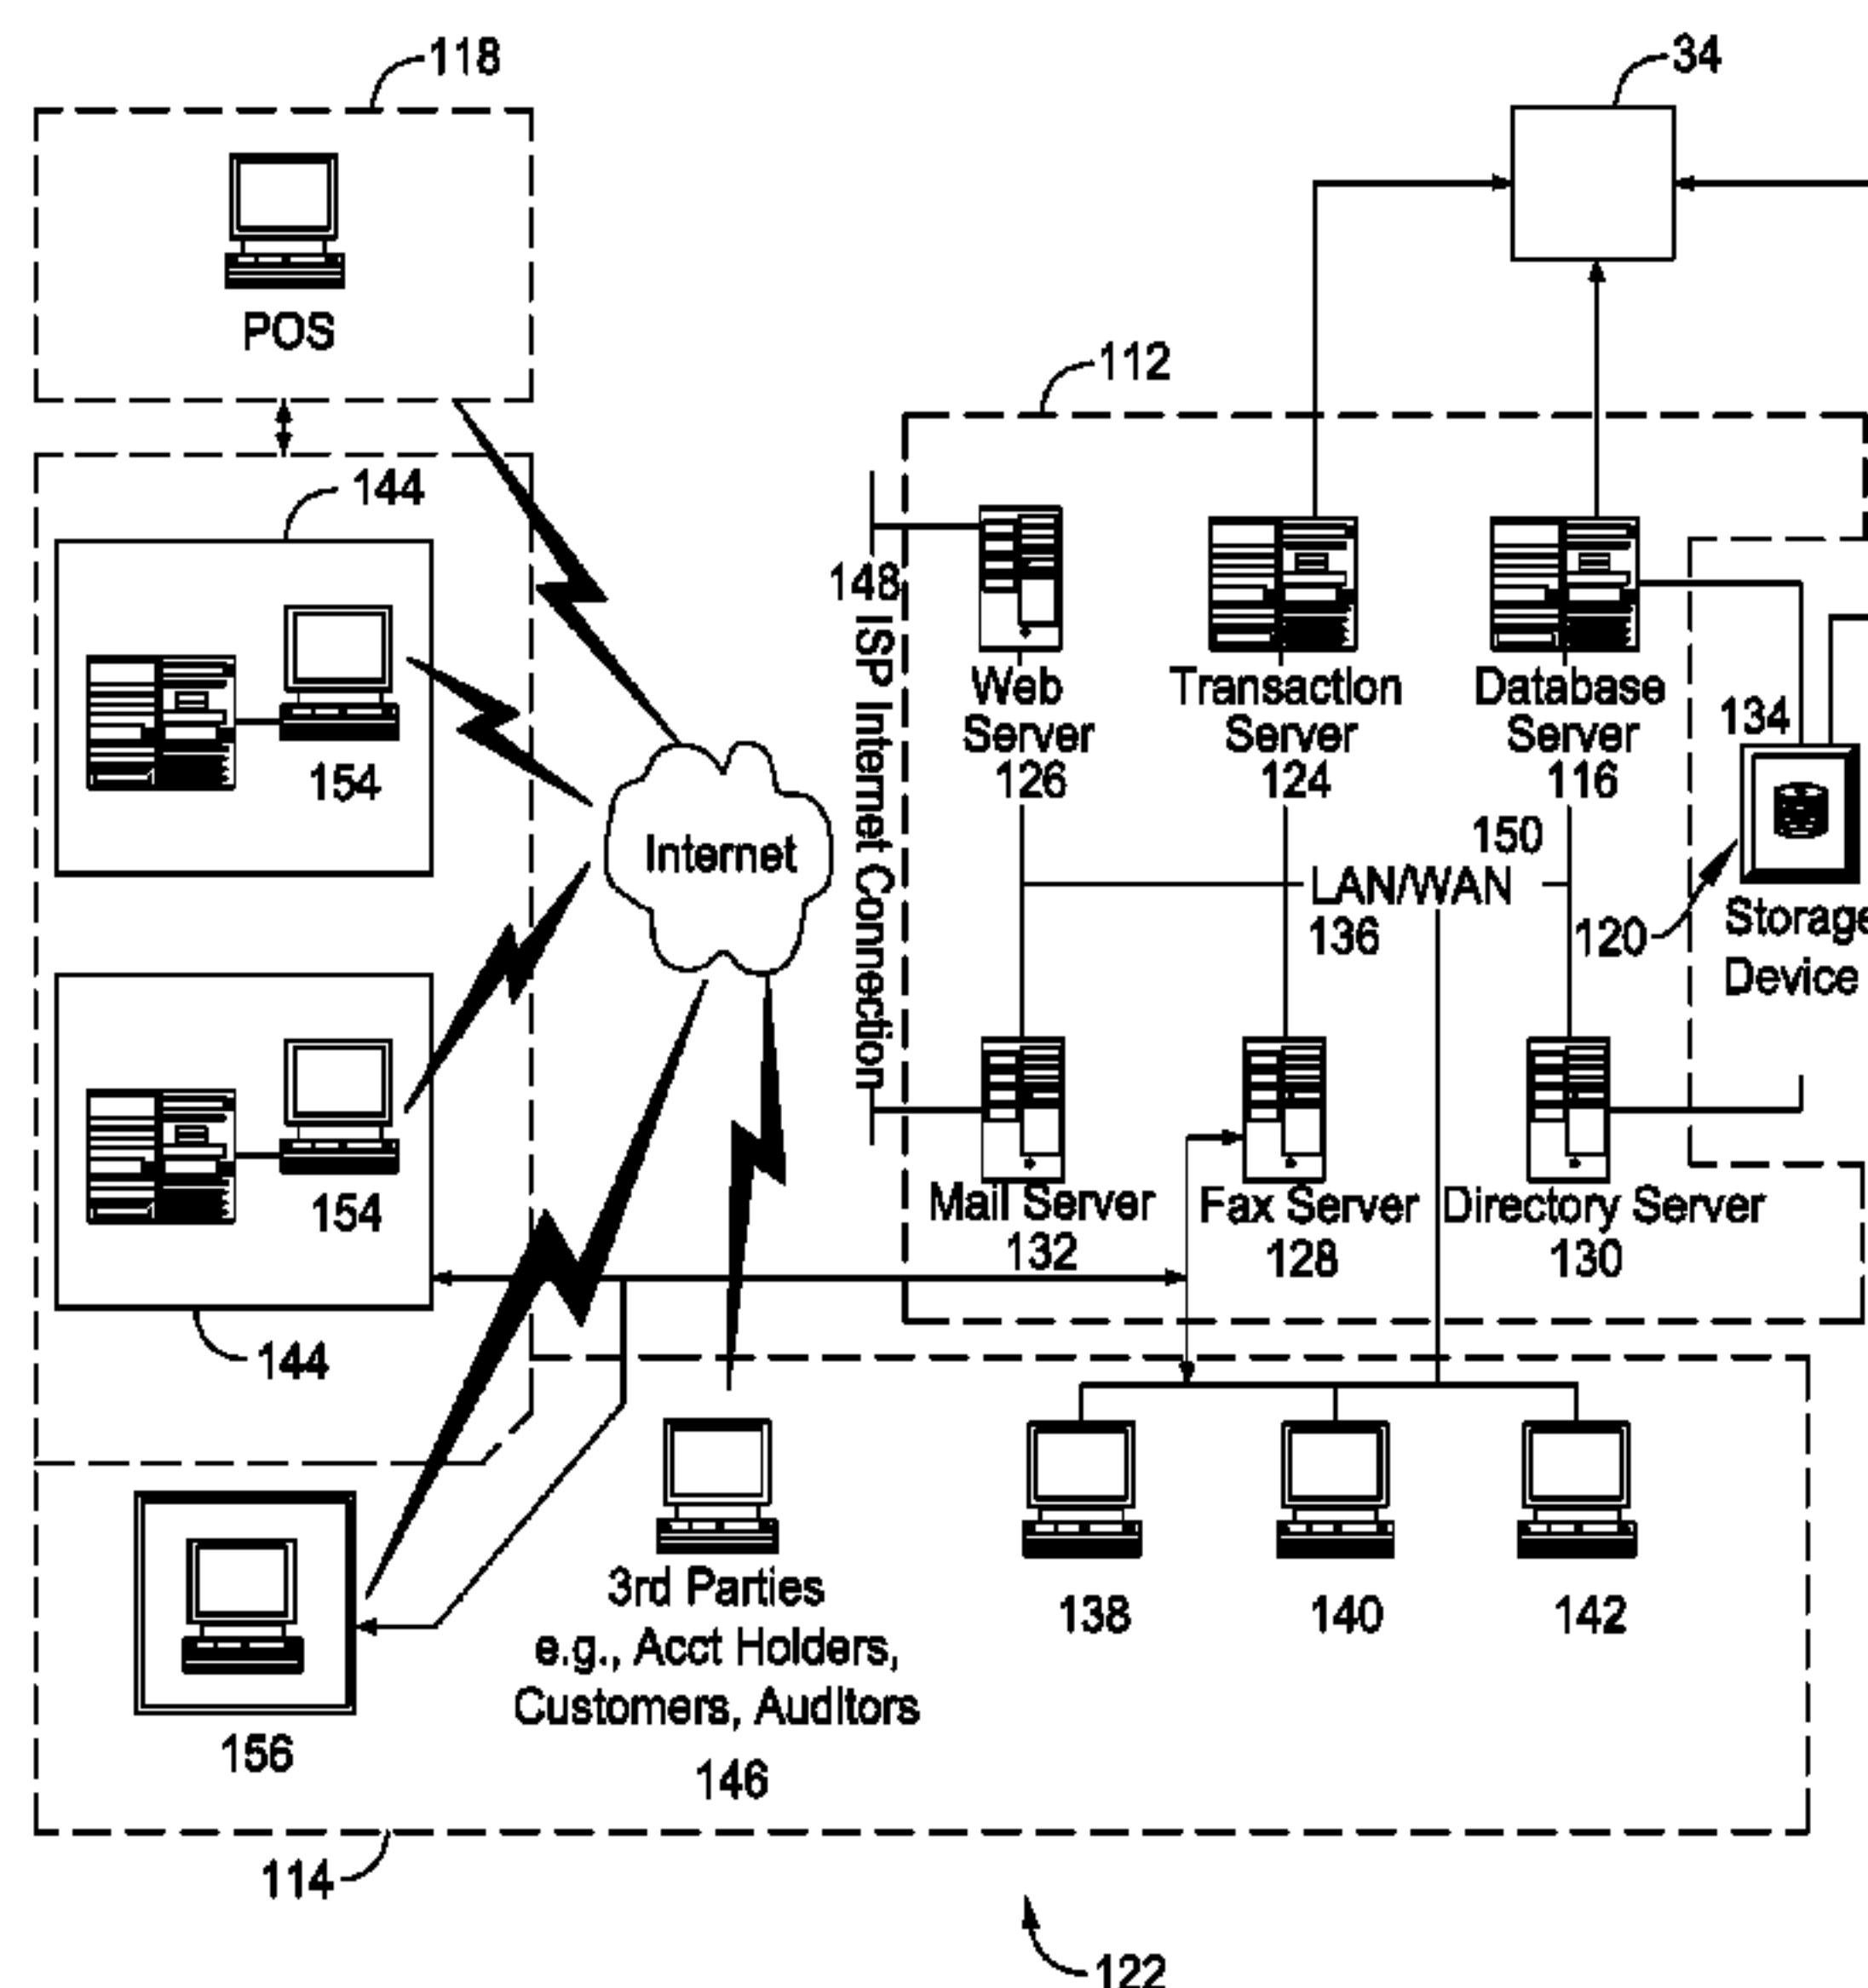 118
34
POS
112
144
148
ISP Internet Connection
Web
Server
126
Transaction
Server
124
Database
Server
116
134
154
Internet
150
LAN/WAN
136
120
Storage
Device
154
Mail Server
132
Fax Server
128
Directory Server
130
144
138
140
142
3rd Parties
e.g., Acct Holders,
Customers, Auditors
146
156
114
122